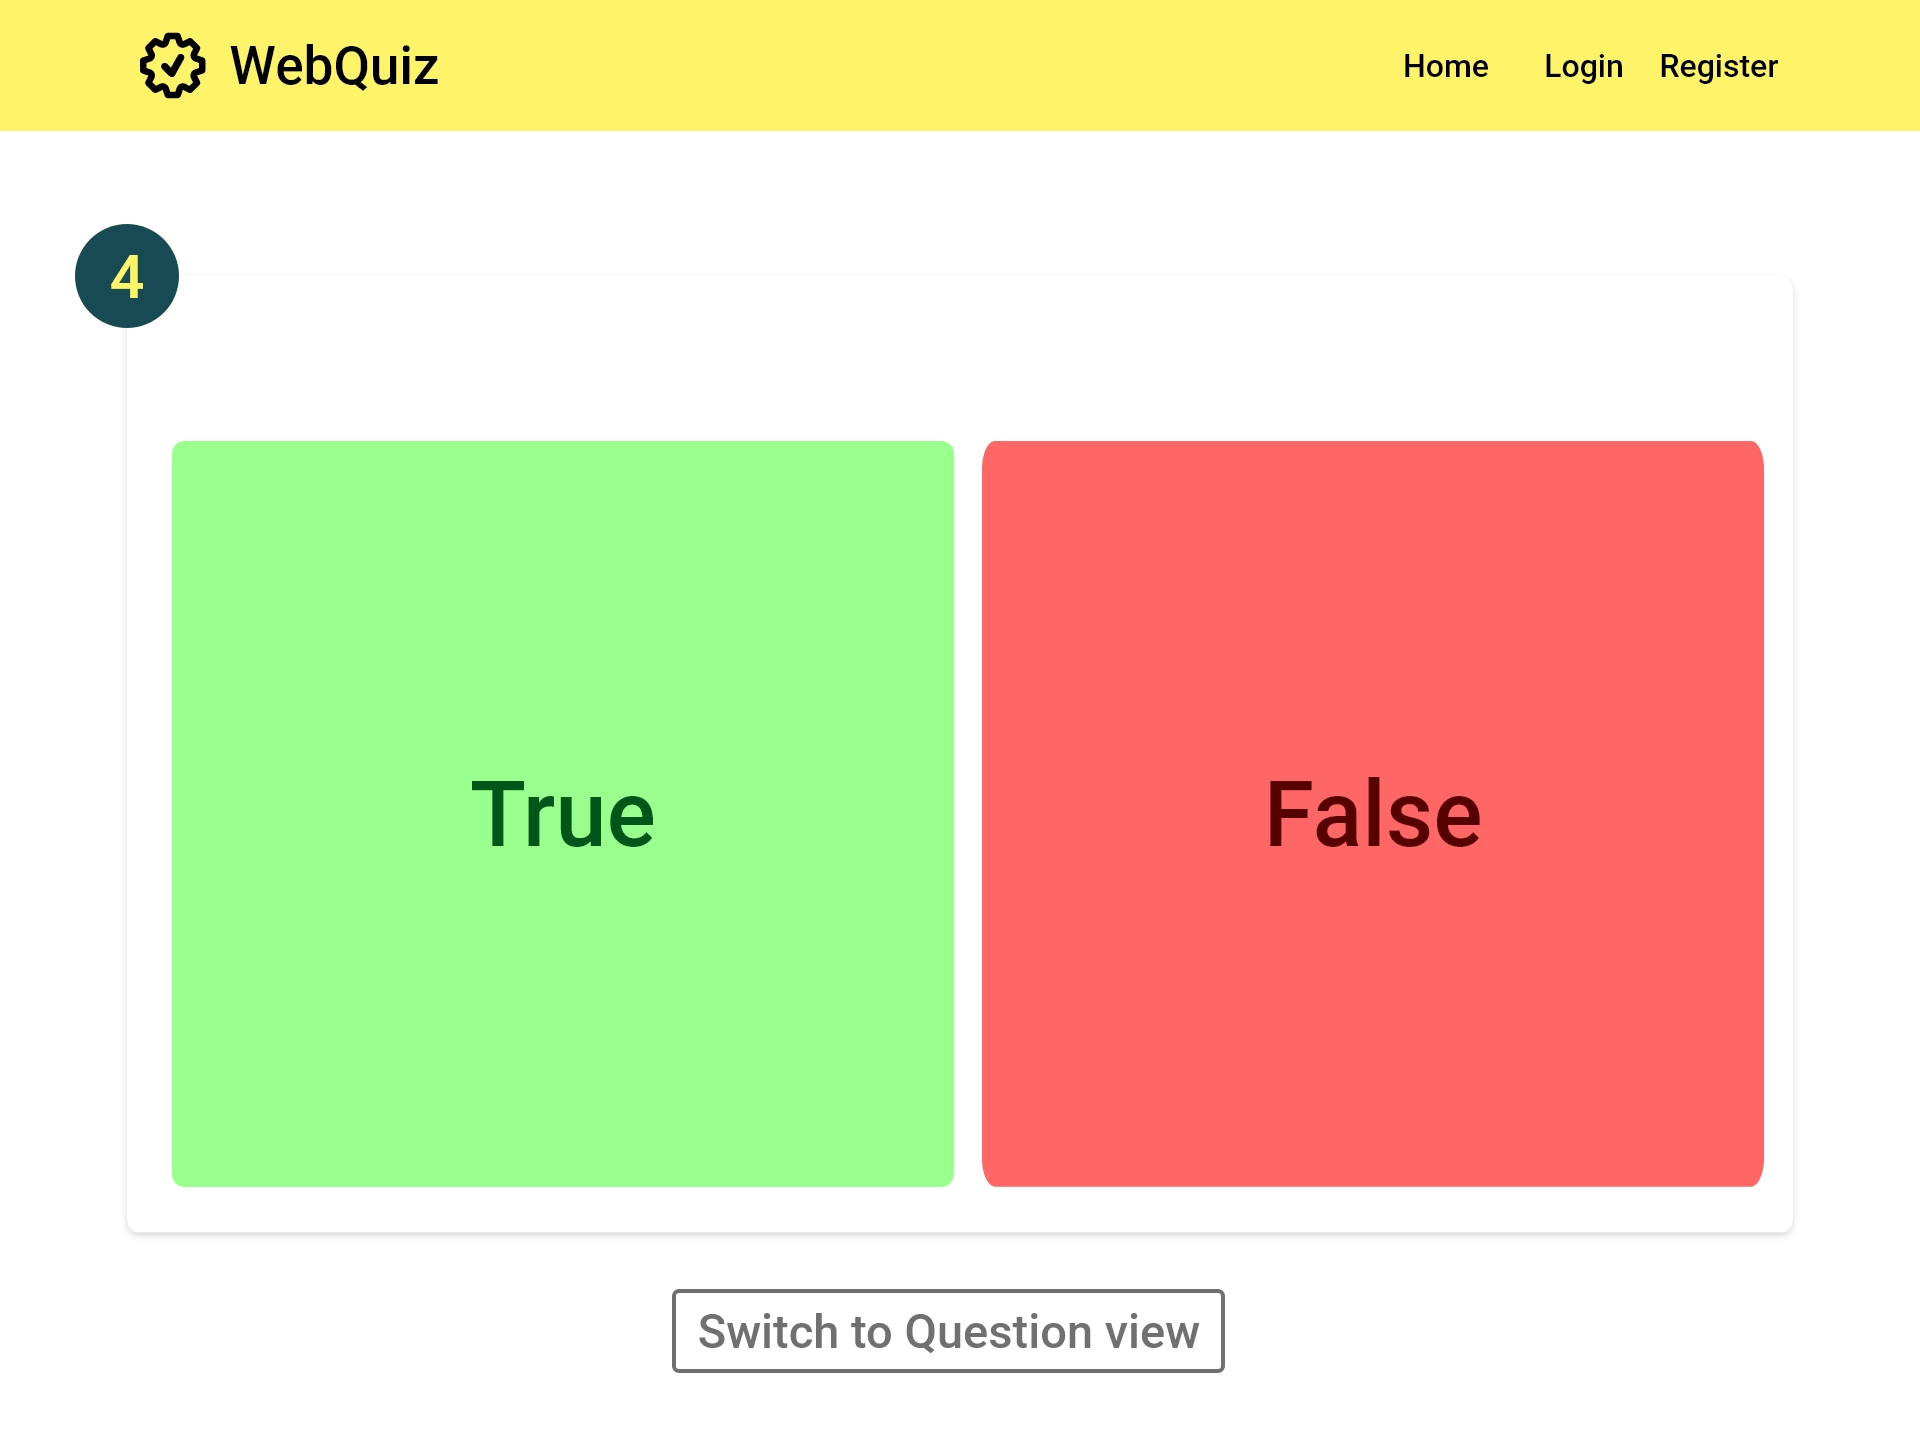 WebQuiz
Home Login Register
4
True
False
Switch to Question view